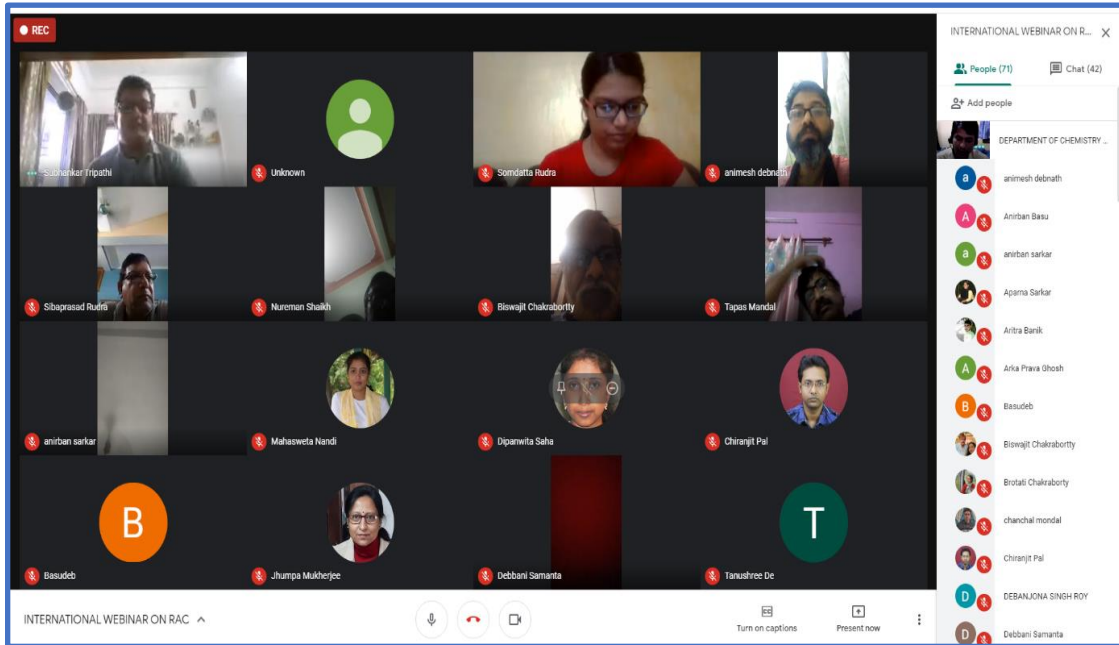 REC
INTERNATIONAL WEBINAR ON R... X
People (71)
Chat (42)
Add people
Subhankar Tripathi
Unknown
Somdatta Rudra
animesh debnath
Sibaprasad Rudra
Nureman Shaikh
Biswajit Chakrabortty
Tapas Mandal
anirban sarkar
Mahasweta Nandi
Dipanwita Saha
Chiranjit Pal
B
Basudeb
Jhumpa Mukherjee
Debbani Samanta
T
Tanushree De
DEPARTMENT OF CHEMISTRY ...
a
animesh debnath
A
Anirban Basu
a
anirban sarkar
Aparna Sarkar
Aritra Banik
A
Arka Prava Ghosh
B
Basudeb
Biswajit Chakrabortty
Brotati Chakraborty
chanchal mondal
Chiranjit Pal
D
DEBANJONA SINGH ROY
D
Debbani Samanta
INTERNATIONAL WEBINAR ON RAC
CC
Turn on captions
Present now